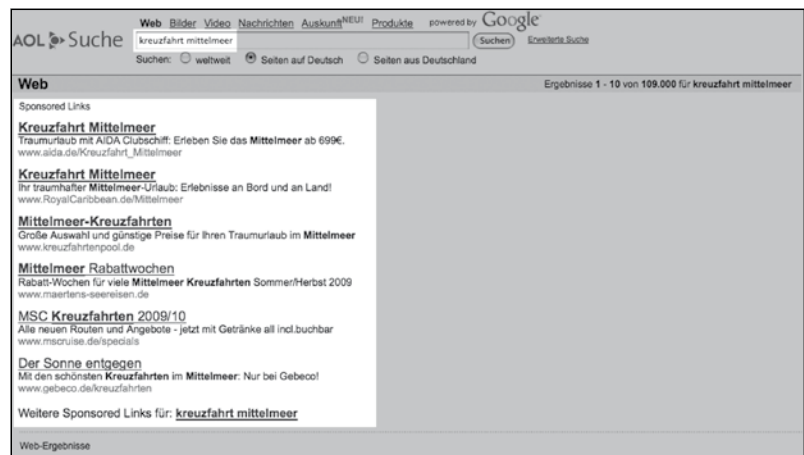 Web Bilder Video Nachrichten Auskunft NEU! Produkte powered by Google
AOL Suche kreuzfahrt mittelmeer Suchen Erweiterte Suche
Suchen: weltweit Seiten auf Deutsch Seiten aus Deutschland
Web Ergebnisse 1 - 10 von 109.000 für kreuzfahrt mittelmeer
Sponsored Links
Kreuzfahrt Mittelmeer
Traumurlaub mit AIDA Clubschiff: Erleben Sie das Mittelmeer ab 699€.
www.aida.de/Kreuzfahrt_Mittelmeer
Kreuzfahrt Mittelmeer
Ihr traumhafter Mittelmeer-Urlaub: Erlebnisse an Bord und an Land!
www.RoyalCaribbean.de/Mittelmeer
Mittelmeer-Kreuzfahrten
Große Auswahl und günstige Preise für Ihren Traumurlaub im Mittelmeer
www.kreuzfahrtenpool.de
Mittelmeer Rabattwochen
Rabatt-Wochen für viele Mittelmeer Kreuzfahrten Sommer/Herbst 2009
www.maertens-seereisen.de
MSC Kreuzfahrten 2009/10
Alle neuen Routen und Angebote - jetzt mit Getränke all incl.buchbar
www.mscruise.de/specials
Der Sonne entgegen
Mit den schönsten Kreuzfahrten im Mittelmeer: Nur bei Gebeco!
www.gebeco.de/kreuzfahrten
Weitere Sponsored Links für: kreuzfahrt mittelmeer
Web-Ergebnisse